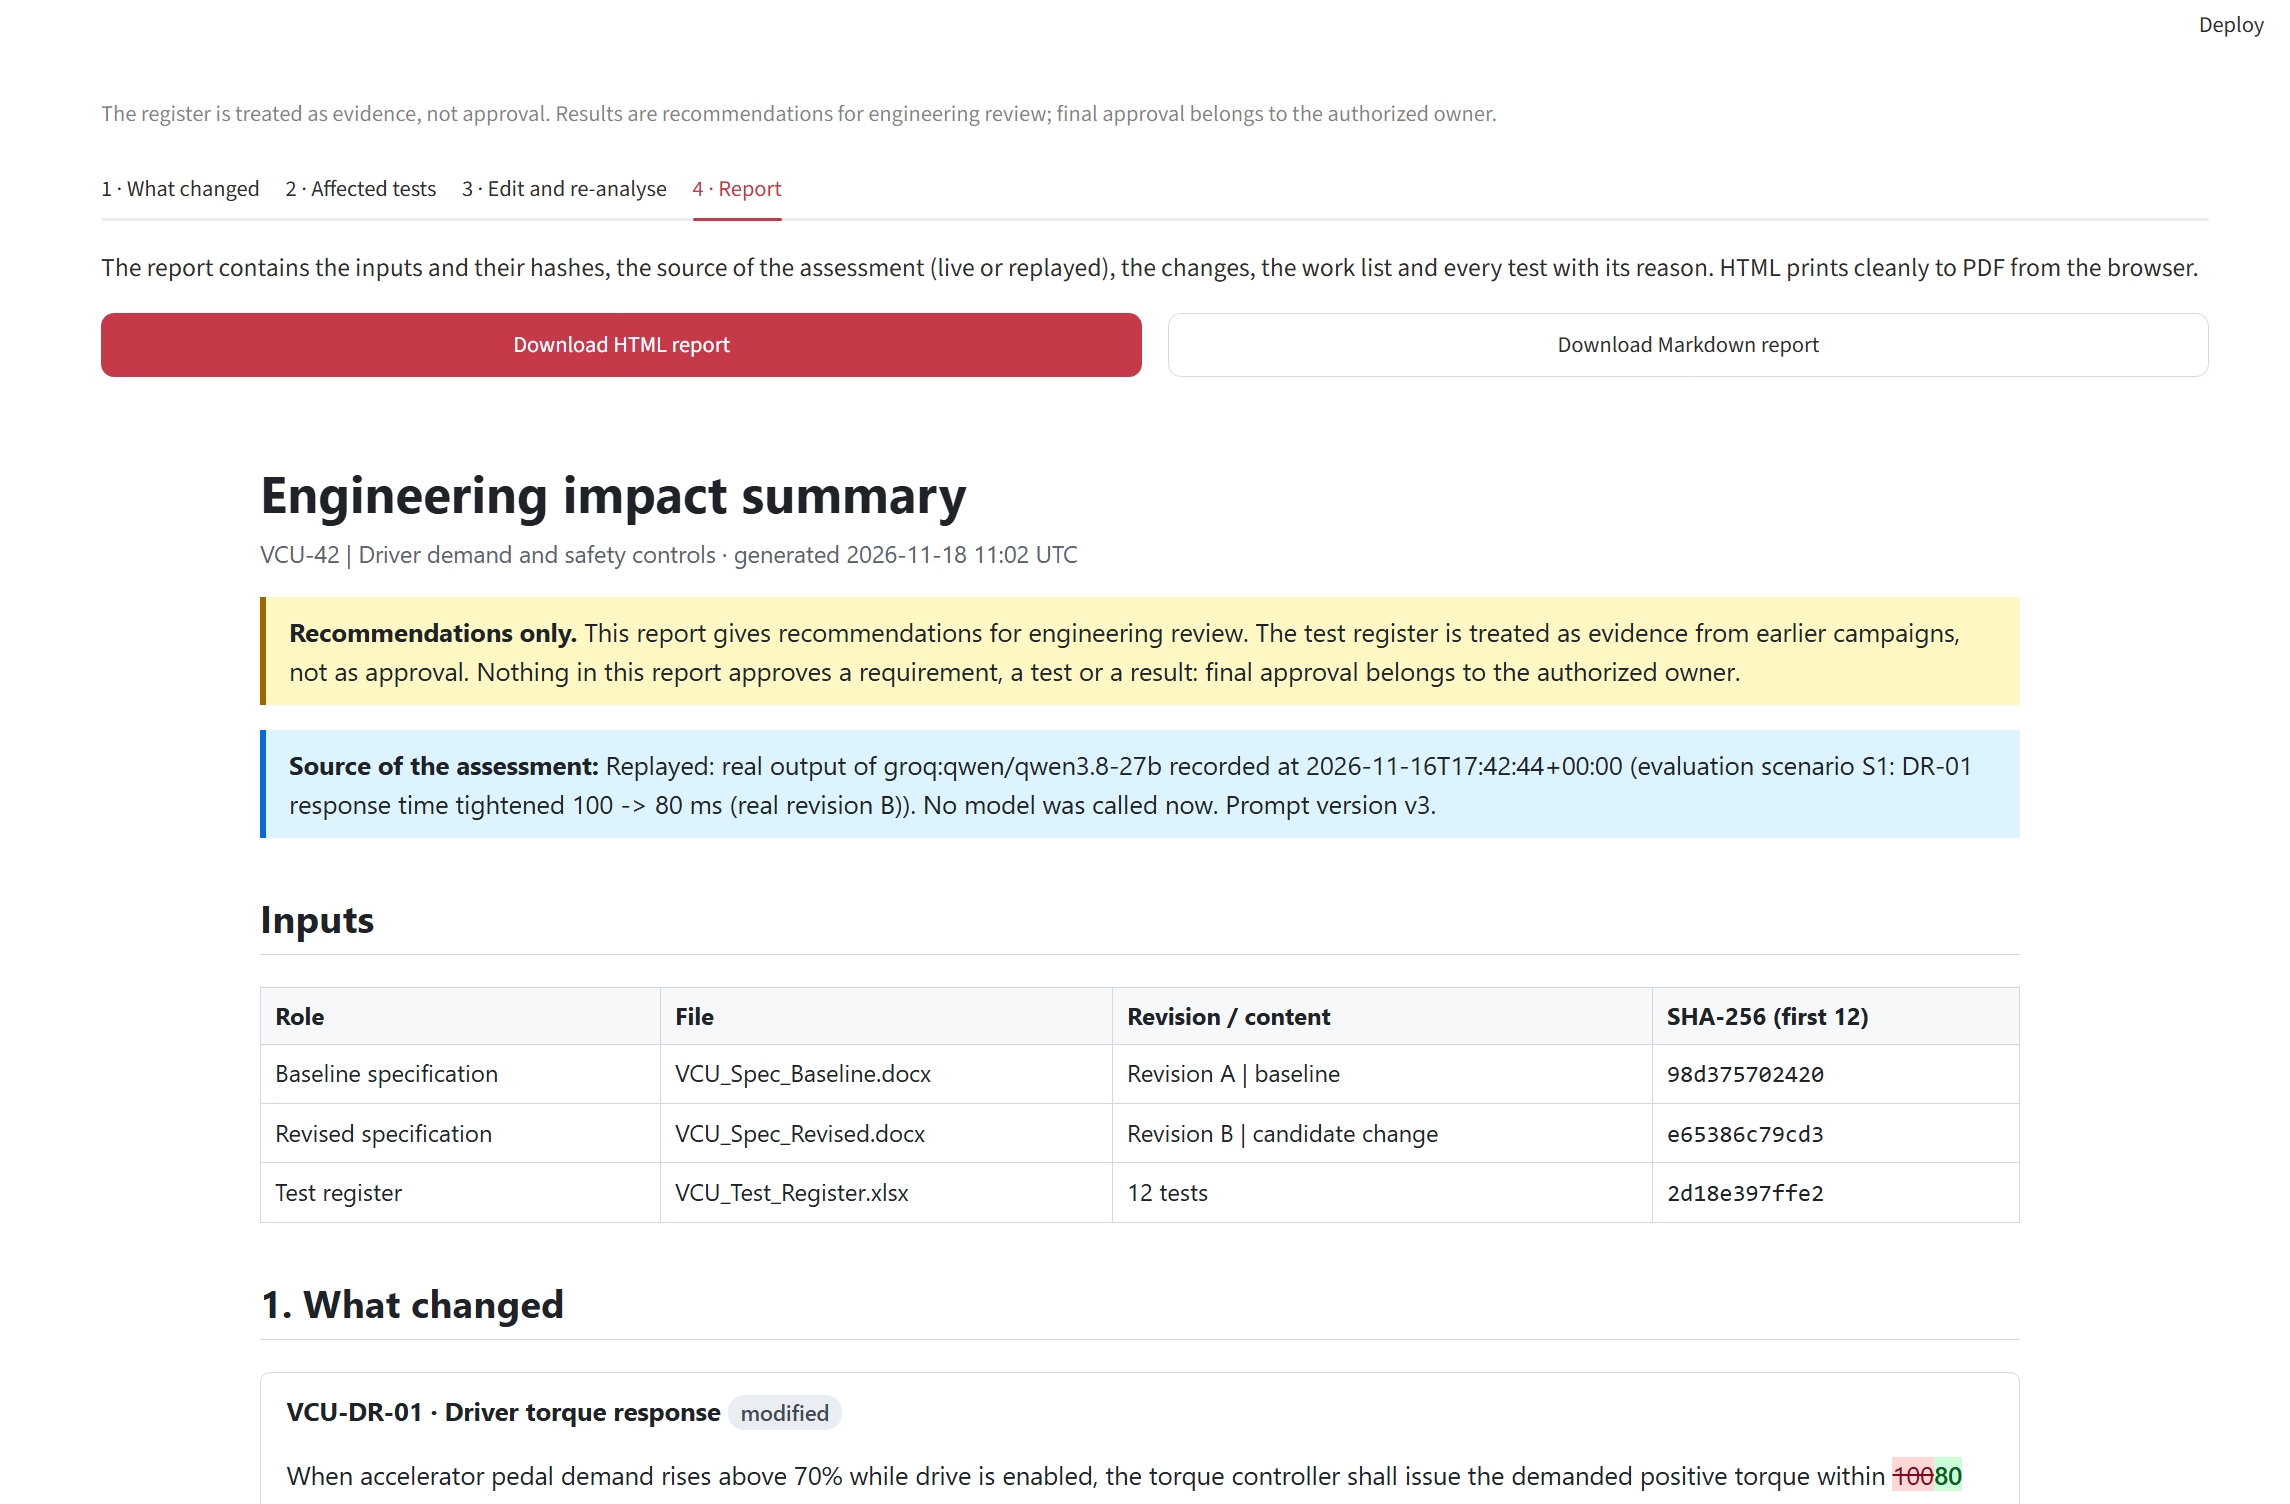 Deploy
The register is treated as evidence, not approval. Results are recommendations for engineering review; final approval belongs to the authorized owner.
1 · What changed 2 · Affected tests 3 · Edit and re-analyse 4 · Report
The report contains the inputs and their hashes, the source of the assessment (live or replayed), the changes, the work list and every test with its reason. HTML prints cleanly to PDF from the browser.
Download HTML report Download Markdown report
Engineering impact summary
VCU-42 | Driver demand and safety controls · generated 2026-11-18 11:02 UTC
Recommendations only. This report gives recommendations for engineering review. The test register is treated as evidence from earlier campaigns,
not as approval. Nothing in this report approves a requirement, a test or a result: final approval belongs to the authorized owner.
Source of the assessment: Replayed: real output of groq:qwen/qwen3.8-27b recorded at 2026-11-16T17:42:44+00:00 (evaluation scenario S1: DR-01
response time tightened 100 -> 80 ms (real revision B)). No model was called now. Prompt version v3.
Inputs
Role File Revision / content SHA-256 (first 12)
Baseline specification VCU_Spec_Baseline.docx Revision A | baseline 98d375702420
Revised specification VCU_Spec_Revised.docx Revision B | candidate change e65386c79cd3
Test register VCU_Test_Register.xlsx 12 tests 2d18e397ffe2
1. What changed
VCU-DR-01 · Driver torque response modified
When accelerator pedal demand rises above 70% while drive is enabled, the torque controller shall issue the demanded positive torque within 10080